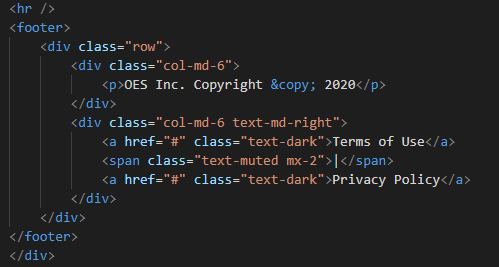 <hr />
<footer>
    <div class="row">
        <div class="col-md-6">
            <p>OES Inc. Copyright &copy; 2020</p>
        </div>
        <div class="col-md-6 text-md-right">
            <a href="#" class="text-dark">Terms of Use</a>
            <span class="text-muted mx-2">|</span>
            <a href="#" class="text-dark">Privacy Policy</a>
        </div>
    </div>
</footer>
</div>